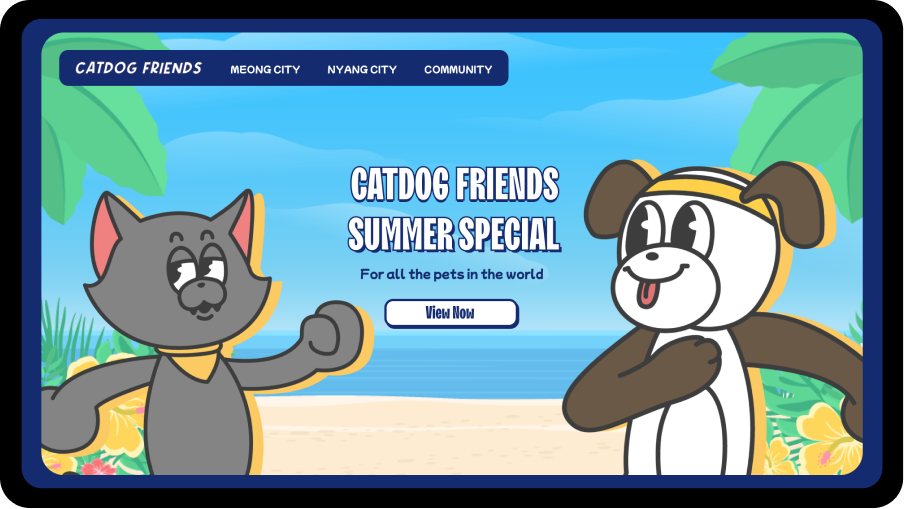 CATDOG FRIENDS MEONG CITY NYANG CITY COMMUNITY
CATDOG FRIENDS
SUMMER SPECIAL
For all the pets in the world
View Now